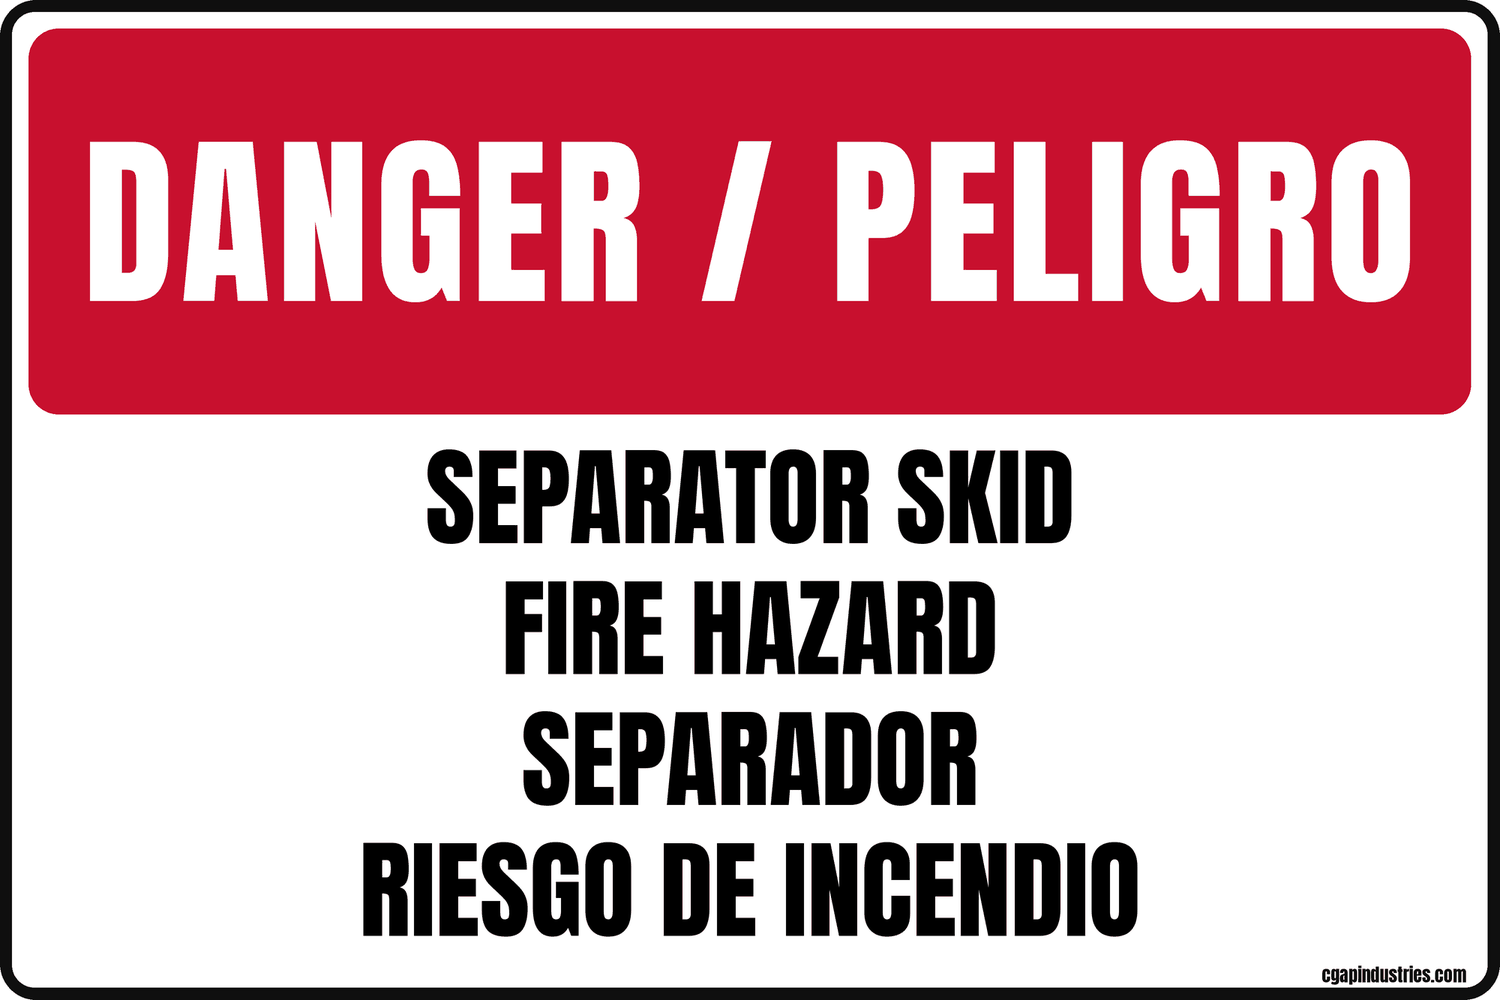 DANGER / PELIGRO
SEPARATOR SKID
FIRE HAZARD
SEPARADOR
RIESGO DE INCENDIO
cgapindustries.com